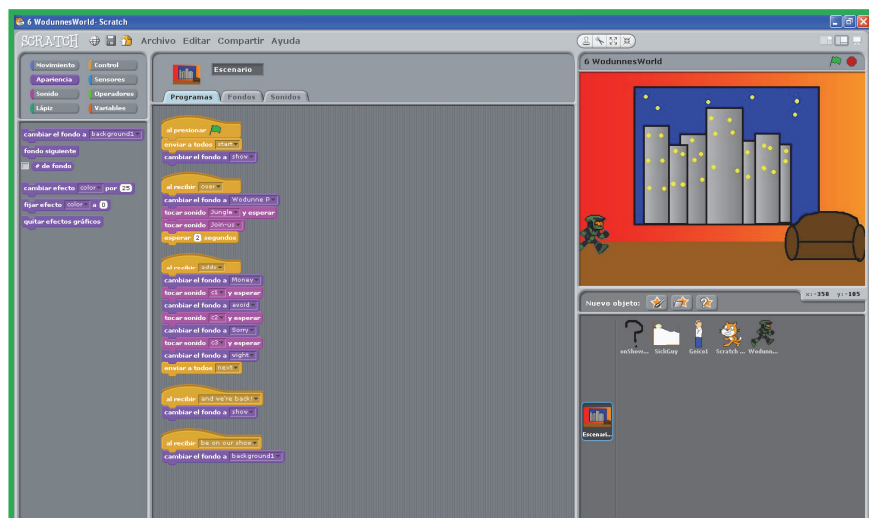 6 WodunnesWorld- Scratch
SCRATCH Archivo Editar Compartir Ayuda
Movimiento Control
Apariencia Sensores
Sonido Operadores
Lápiz Variables
cambiar el fondo a background1
fondo siguiente
# de fondo
cambiar efecto color por 25
fijar efecto color a 0
quitar efectos gráficos
Escenario
Programas Fondos Sonidos
al presionar
enviar a todos start
cambiar el fondo a show
al recibir over
cambiar el fondo a Wodunne P
tocar sonido Jungle y esperar
tocar sonido Join-us
esperar 2 segundos
al recibir adds
cambiar el fondo a Money
tocar sonido c1 y esperar
cambiar el fondo a avoid
tocar sonido c2 y esperar
cambiar el fondo a Sorry
tocar sonido c3 y esperar
cambiar el fondo a vight
enviar a todos next
al recibir and we're back!
cambiar el fondo a show
al recibir be on our show
cambiar el fondo a background1
6 WodunnesWorld
x: -358 y: -105
Nuevo objeto:
onShow... SickGuy Geico1 Scratch ... Wodunn...
Escenari...